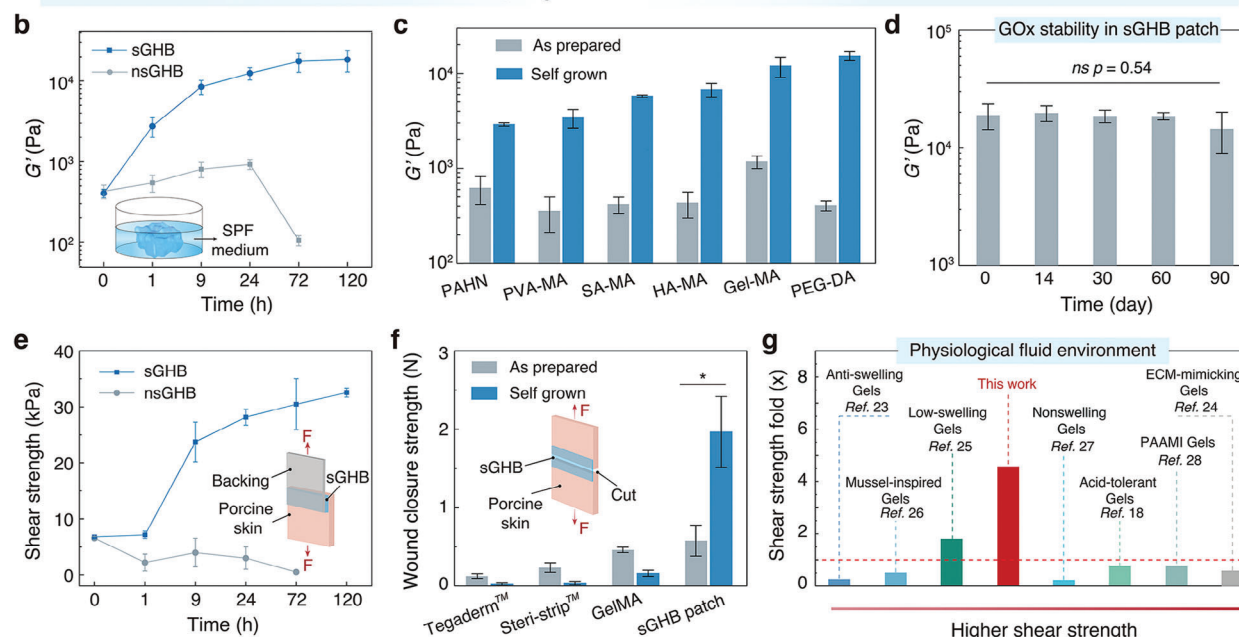 b
sGHB
nsGHB
G′ (Pa)
10⁴
10³
10²
SPF
medium
0 1 9 24 72 120
Time (h)
c
As prepared
Self grown
G′ (Pa)
10⁴
10³
10²
PAHN PVA-MA SA-MA HA-MA Gel-MA PEG-DA
d
GOx stability in sGHB patch
ns p = 0.54
G′ (Pa)
10⁵
10⁴
10³
0 14 30 60 90
Time (day)
e
sGHB
nsGHB
Shear strength (kPa)
40
30
20
10
0
F
Backing
sGHB
Porcine
skin
F
0 1 9 24 72 120
Time (h)
f
As prepared
Self grown
*
Wound closure strength (N)
3
2
1
0
F
sGHB
Porcine
skin
Cut
F
Tegaderm™ Steri-strip™ GelMA sGHB patch
g
Physiological fluid environment
Shear strength fold (x)
8
6
4
2
0
Anti-swelling
Gels
Ref. 23
This work
ECM-mimicking
Gels
Ref. 24
Low-swelling
Gels
Ref. 25
Nonswelling
Gels
Ref. 27
PAAMI Gels
Ref. 28
Mussel-inspired
Gels
Ref. 26
Acid-tolerant
Gels
Ref. 18
Higher shear strength